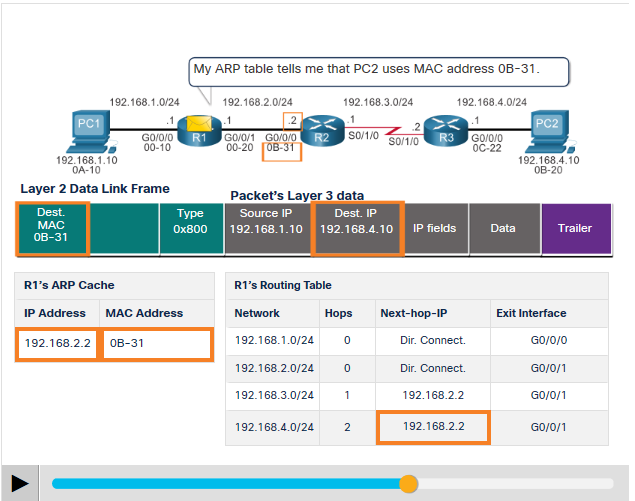 My ARP table tells me that PC2 uses MAC address 0B-31.
192.168.1.0/24 192.168.2.0/24 192.168.3.0/24 192.168.4.0/24
PC1 .1 R1 .1 .2 R2 .1 .2 R3 .1 PC2
G0/0/0 G0/0/1 G0/0/0 S0/1/0 S0/1/0 G0/0/0
00-10 00-20 0B-31 0C-22
192.168.1.10 192.168.4.10
0A-10 0B-20
Layer 2 Data Link Frame Packet's Layer 3 data
Dest. Type Source IP Dest. IP
MAC 0x800 192.168.1.10 192.168.4.10 IP fields Data Trailer
0B-31
R1's ARP Cache
IP Address MAC Address
192.168.2.2 0B-31
R1's Routing Table
Network Hops Next-hop-IP Exit Interface
192.168.1.0/24 0 Dir. Connect. G0/0/0
192.168.2.0/24 0 Dir. Connect. G0/0/1
192.168.3.0/24 1 192.168.2.2 G0/0/1
192.168.4.0/24 2 192.168.2.2 G0/0/1